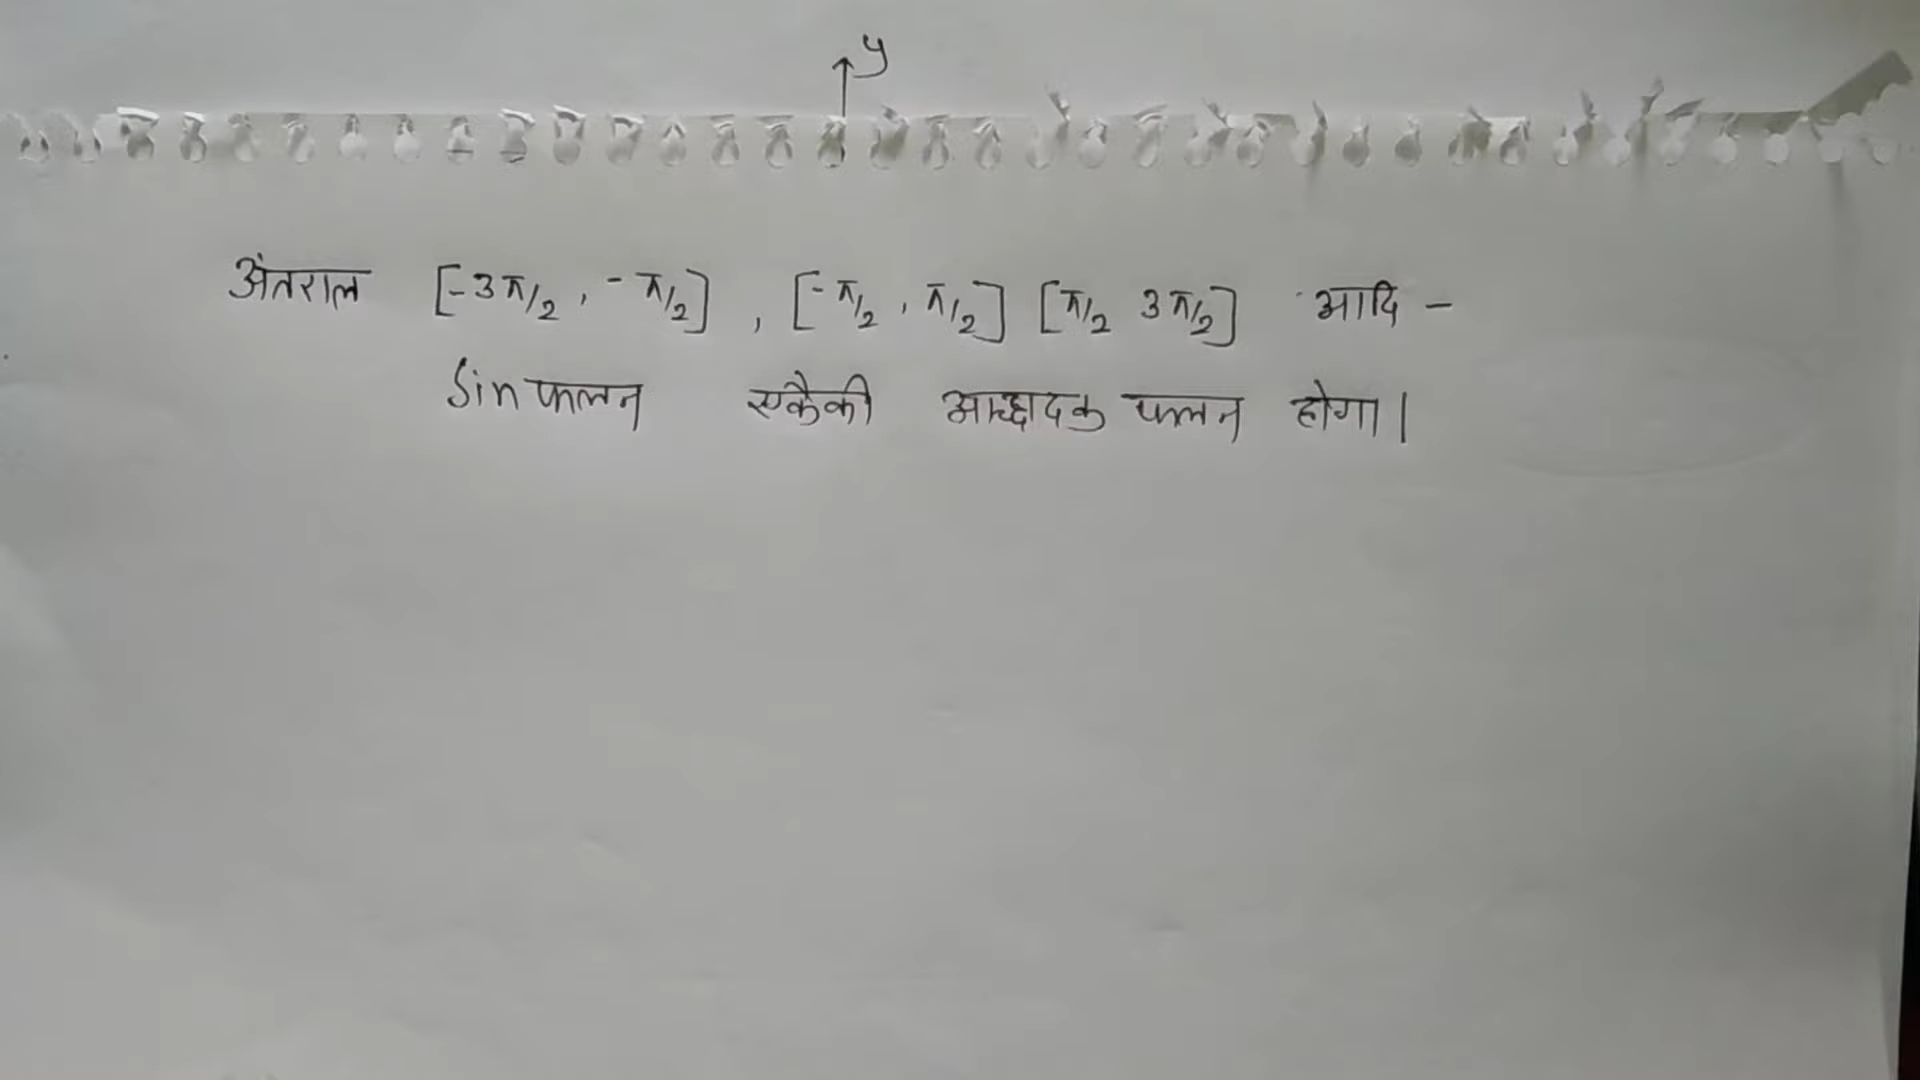 y
अंतराल [-3π/2, -π/2], [-π/2, π/2] [π/2 3π/2] आदि -
Sin फलन एकैकी आच्छादक फलन होगा।